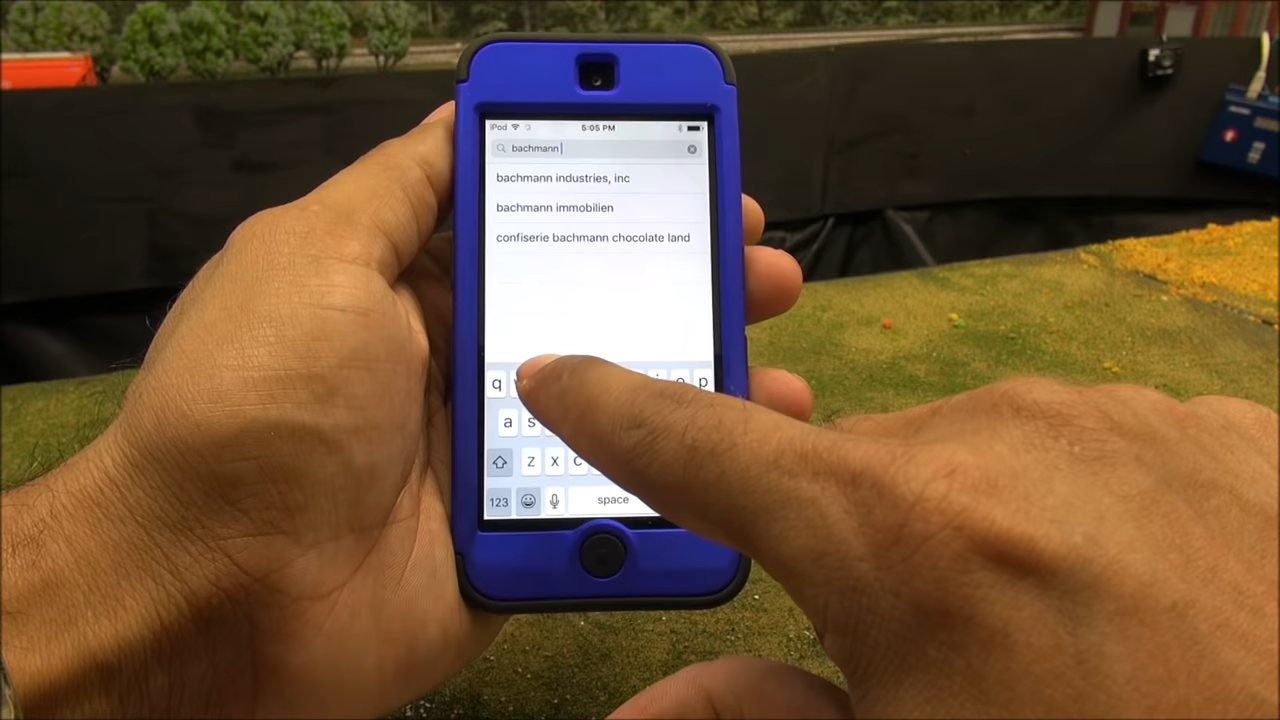 iPod 5:05 PM
bachmann
bachmann industries, inc
bachmann immobilien
confiserie bachmann chocolate land
q p
a s
Z X C
123 space